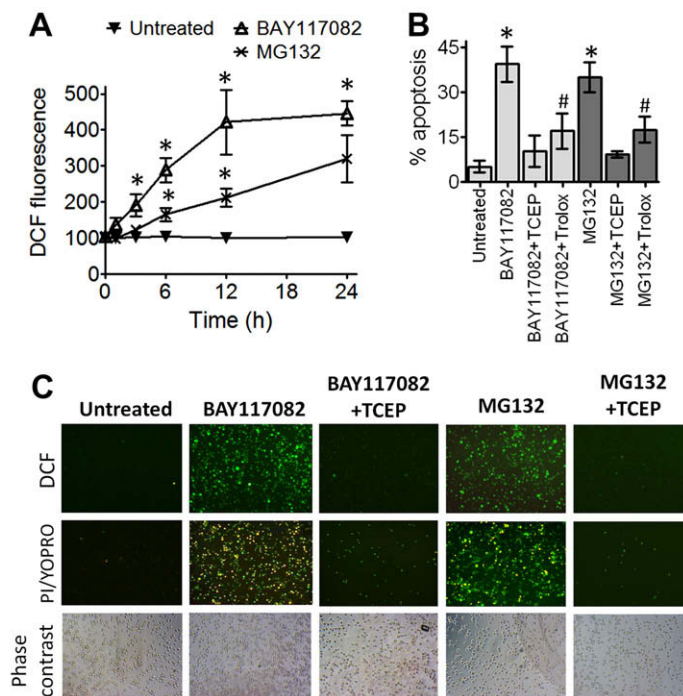 A
Untreated
BAY117082
MG132
DCF fluorescence
500
400
300
200
100
0
* * * * * *
0 6 12 18 24
Time (h)
B
% apoptosis
45
30
15
0
* # * #
Untreated
BAY117082
BAY117082+TCEP
BAY117082+Trolox
MG132
MG132+TCEP
MG132+Trolox
C
Untreated
BAY117082
BAY117082
+TCEP
MG132
MG132
+TCEP
DCF
PI/YOPRO
Phase
contrast